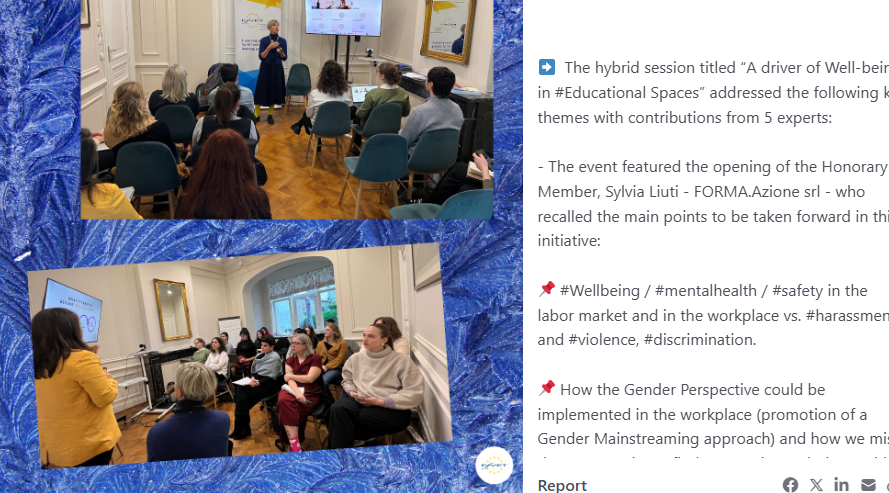 ➡ The hybrid session titled “A driver of Well-bein
in #Educational Spaces” addressed the following k
themes with contributions from 5 experts:
- The event featured the opening of the Honorary
Member, Sylvia Liuti - FORMA.Azione srl - who
recalled the main points to be taken forward in thi
initiative:
📌 #Wellbeing / #mentalhealth / #safety in the
labor market and in the workplace vs. #harassmen
and #violence, #discrimination.
📌 How the Gender Perspective could be
implemented in the workplace (promotion of a
Gender Mainstreaming approach) and how we mis
Report